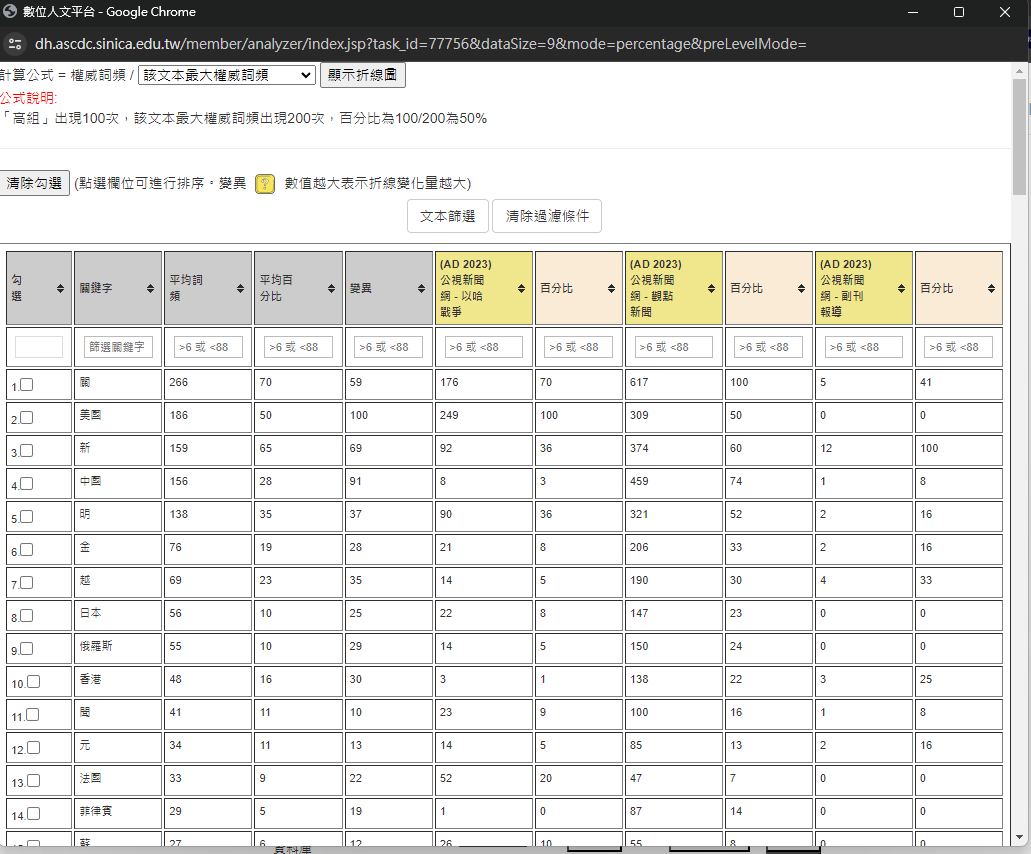 數位人文平台 - Google Chrome
dh.ascdc.sinica.edu.tw/member/analyzer/index.jsp?task_id=77756&dataSize=9&mode=percentage&preLevelMode=
計算公式 = 權威詞頻 / 該文本最大權威詞頻 顯示折線圖
公式說明:
「高組」出現100次，該文本最大權威詞頻出現200次，百分比為100/200為50%
清除勾選 (點選欄位可進行排序。變異 ? 數值越大表示折線變化量越大)
文本篩選 清除過濾條件
勾選 關鍵字 平均詞頻 平均百分比 變異 (AD 2023) 公視新聞網 - 以哈戰爭 百分比 (AD 2023) 公視新聞網 - 觀點新聞 百分比 (AD 2023) 公視新聞網 - 副刊報導 百分比
篩選關鍵字 >6 或 <88 >6 或 <88 >6 或 <88 >6 或 <88 >6 或 <88 >6 或 <88 >6 或 <88 >6 或 <88 >6 或 <88
1. 關 266 70 59 176 70 617 100 5 41
2. 美國 186 50 100 249 100 309 50 0 0
3. 新 159 65 69 92 36 374 60 12 100
4. 中國 156 28 91 8 3 459 74 1 8
5. 明 138 35 37 90 36 321 52 2 16
6. 金 76 19 28 21 8 206 33 2 16
7. 越 69 23 35 14 5 190 30 4 33
8. 日本 56 10 25 22 8 147 23 0 0
9. 俄羅斯 55 10 29 14 5 150 24 0 0
10. 香港 48 16 30 3 1 138 22 3 25
11. 聞 41 11 10 23 9 100 16 1 8
12. 元 34 11 13 14 5 85 13 2 16
13. 法國 33 9 22 52 20 47 7 0 0
14. 菲律賓 29 5 19 1 0 87 14 0 0
蘇 27 6 12 26 10 55 8 0 0
資料庫